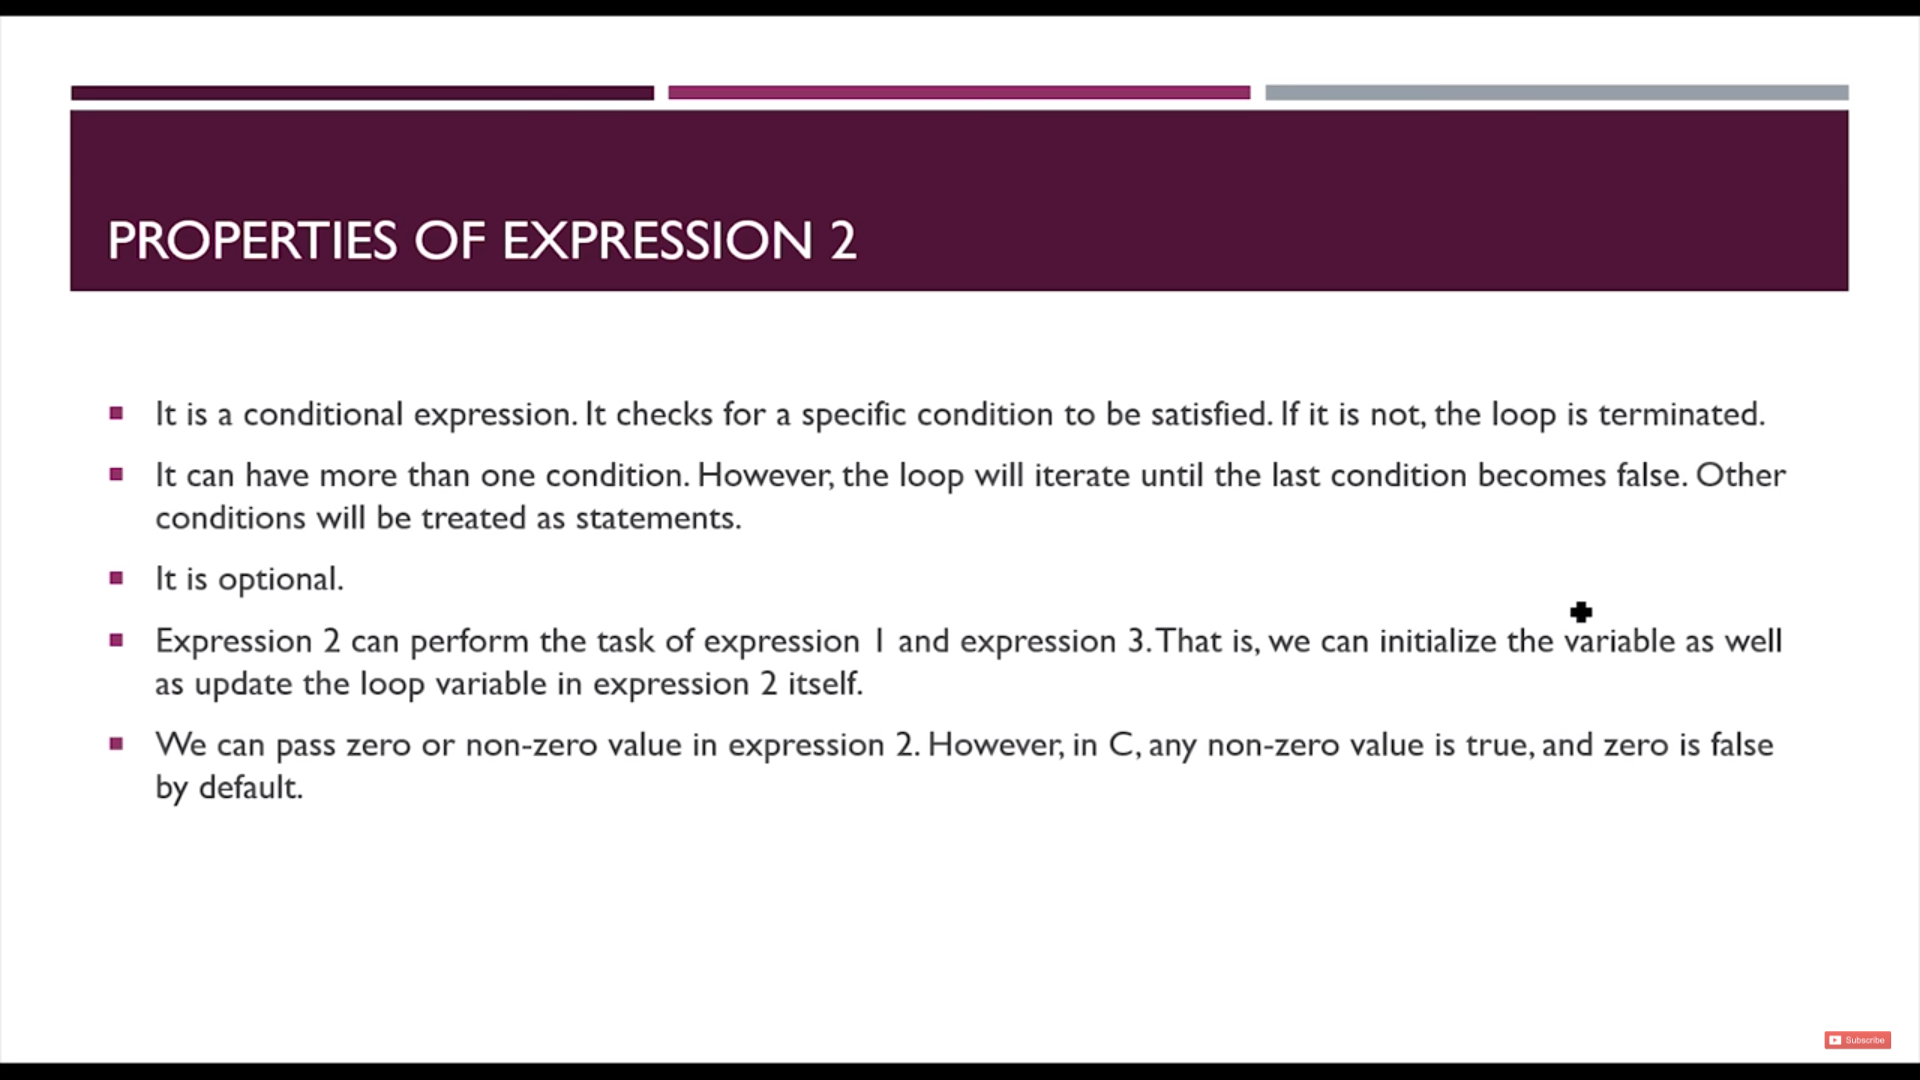 PROPERTIES OF EXPRESSION 2
It is a conditional expression. It checks for a specific condition to be satisfied. If it is not, the loop is terminated.
It can have more than one condition. However, the loop will iterate until the last condition becomes false. Other
conditions will be treated as statements.
It is optional.
Expression 2 can perform the task of expression 1 and expression 3. That is, we can initialize the variable as well
as update the loop variable in expression 2 itself.
We can pass zero or non-zero value in expression 2. However, in C, any non-zero value is true, and zero is false
by default.
Subscribe